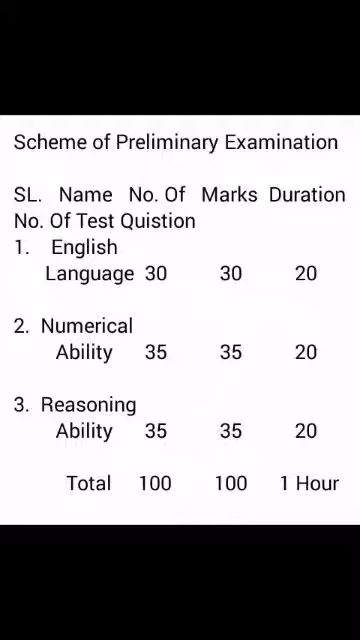 Scheme of Preliminary Examination
SL. Name No. Of Marks Duration
No. Of Test Quistion
1. English
Language 30 30 20
2. Numerical
Ability 35 35 20
3. Reasoning
Ability 35 35 20
Total 100 100 1 Hour